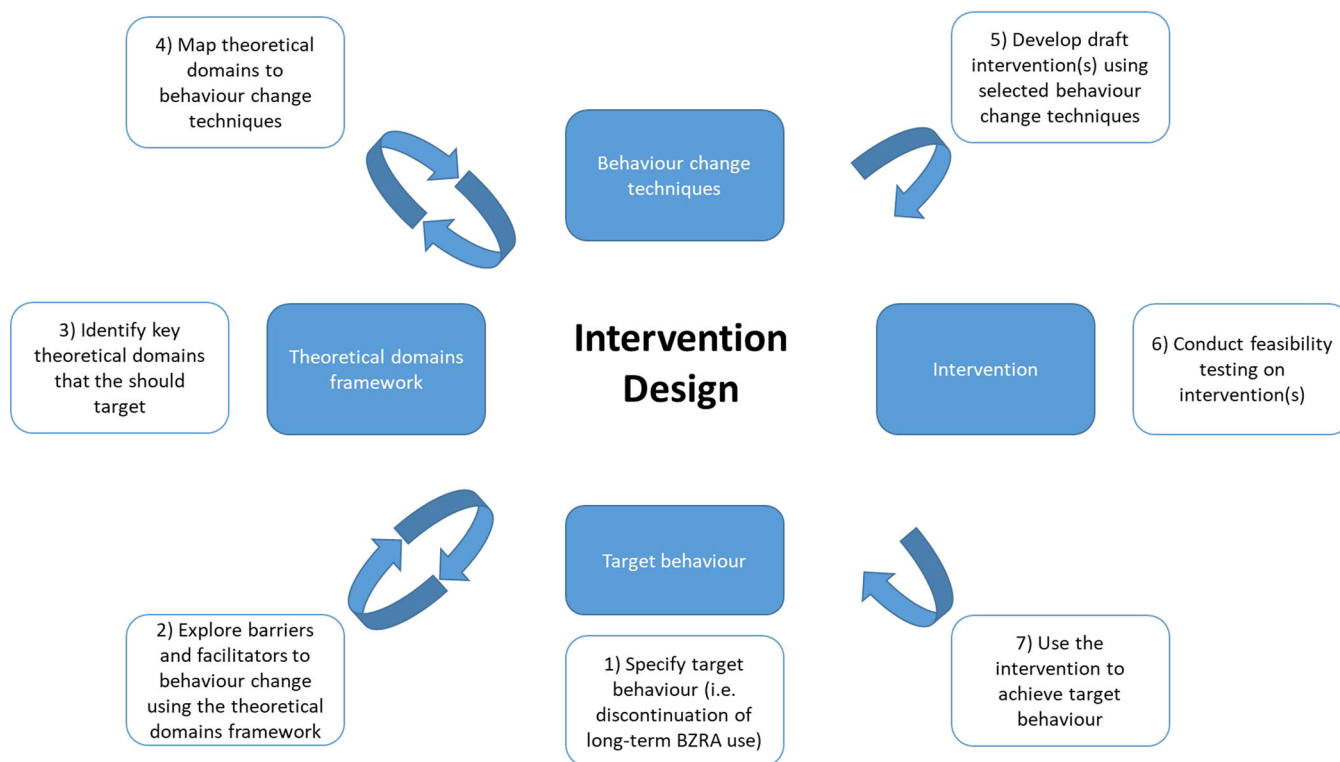 4) Map theoretical
domains to
behaviour change
techniques
5) Develop draft
intervention(s) using
selected behaviour
change techniques
Behaviour change
techniques
3) Identify key
theoretical domains
that the should
target
Theoretical domains
framework
Intervention
Design
Intervention
6) Conduct feasibility
testing on
intervention(s)
Target behaviour
2) Explore barriers
and facilitators to
behaviour change
using the theoretical
domains framework
1) Specify target
behaviour (i.e.
discontinuation of
long-term BZRA use)
7) Use the
intervention to
achieve target
behaviour